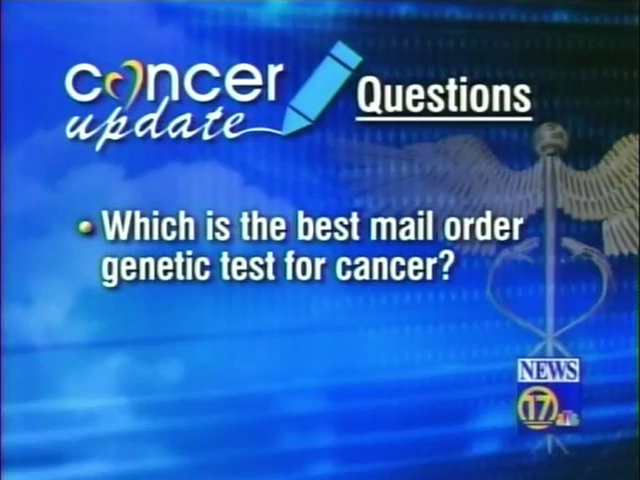 cancer
update
Questions
• Which is the best mail order
genetic test for cancer?
NEWS
17